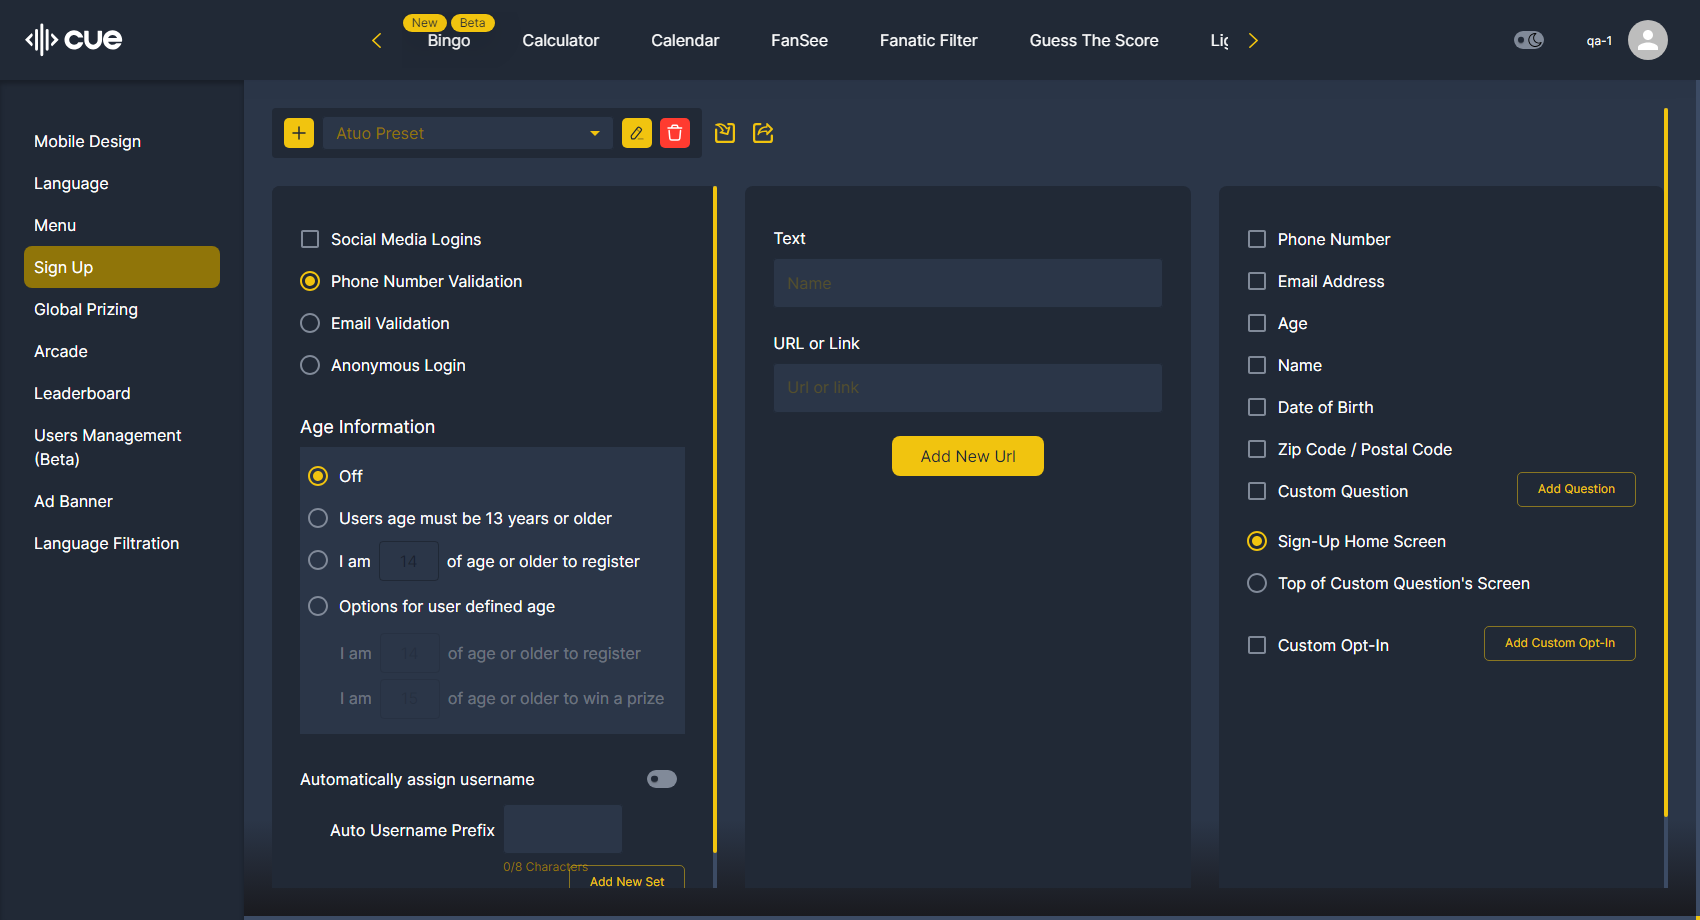 cue
New
Beta
Bingo
Calculator
Calendar
FanSee
Fanatic Filter
Guess The Score
qa-1
Mobile Design
Language
Menu
Sign Up
Global Prizing
Arcade
Leaderboard
Users Management
(Beta)
Ad Banner
Language Filtration
Atuo Preset
Social Media Logins
Phone Number Validation
Email Validation
Anonymous Login
Age Information
Off
Users age must be 13 years or older
I am 14 of age or older to register
Options for user defined age
I am 14 of age or older to register
I am 15 of age or older to win a prize
Automatically assign username
Auto Username Prefix
0/8 Characters
Add New Set
Text
Name
URL or Link
Url or link
Add New Url
Phone Number
Email Address
Age
Name
Date of Birth
Zip Code / Postal Code
Custom Question
Add Question
Sign-Up Home Screen
Top of Custom Question's Screen
Custom Opt-In
Add Custom Opt-In